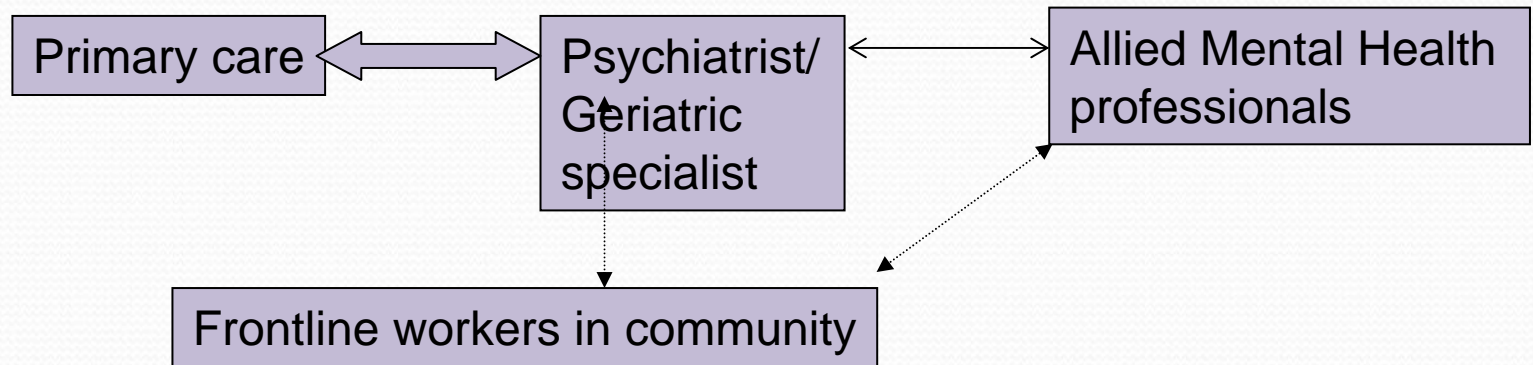 Primary care
Psychiatrist/
Geriatric
specialist
Allied Mental Health
professionals
Frontline workers in community